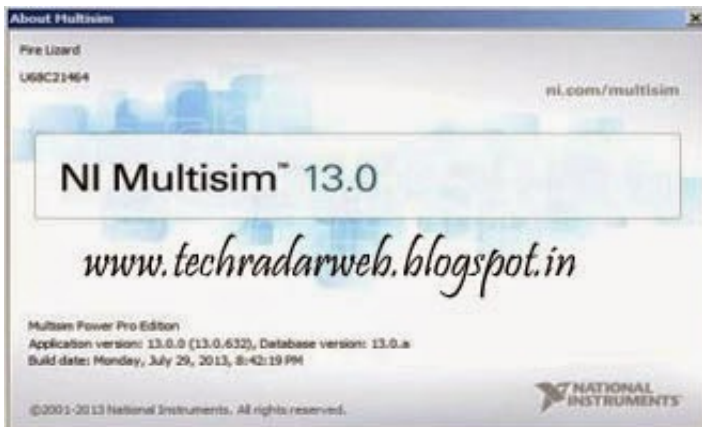 About Multisim
Fire Lizard
U68C21464
ni.com/multisim
NI Multisim™ 13.0
www.techradarweb.blogspot.in
Multisim Power Pro Edition
Application version: 13.0.0 (13.0.632), Database version: 13.0.a
Build date: Monday, July 29, 2013, 8:42:19 PM
©2001-2013 National Instruments. All rights reserved.
NATIONAL
INSTRUMENTS